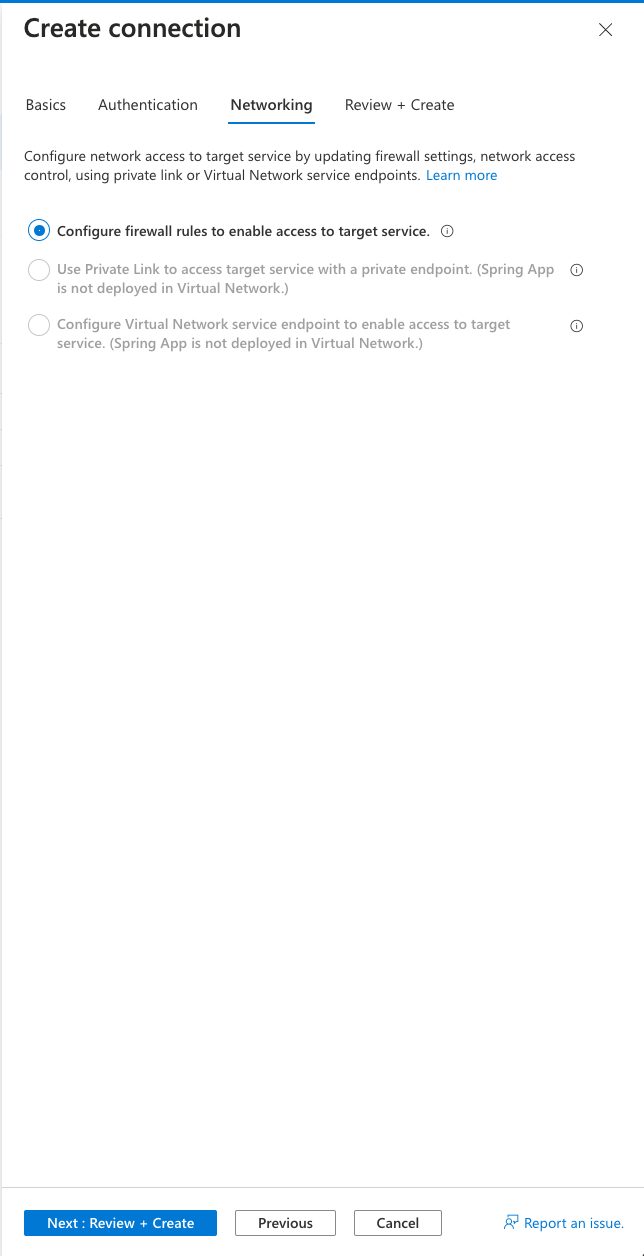 Create connection
Basics
Authentication
Networking
Review + Create
Configure network access to target service by updating firewall settings, network access
control, using private link or Virtual Network service endpoints. Learn more
Configure firewall rules to enable access to target service.
Use Private Link to access target service with a private endpoint. (Spring App
is not deployed in Virtual Network.)
Configure Virtual Network service endpoint to enable access to target
service. (Spring App is not deployed in Virtual Network.)
Next : Review + Create
Previous
Cancel
Report an issue.